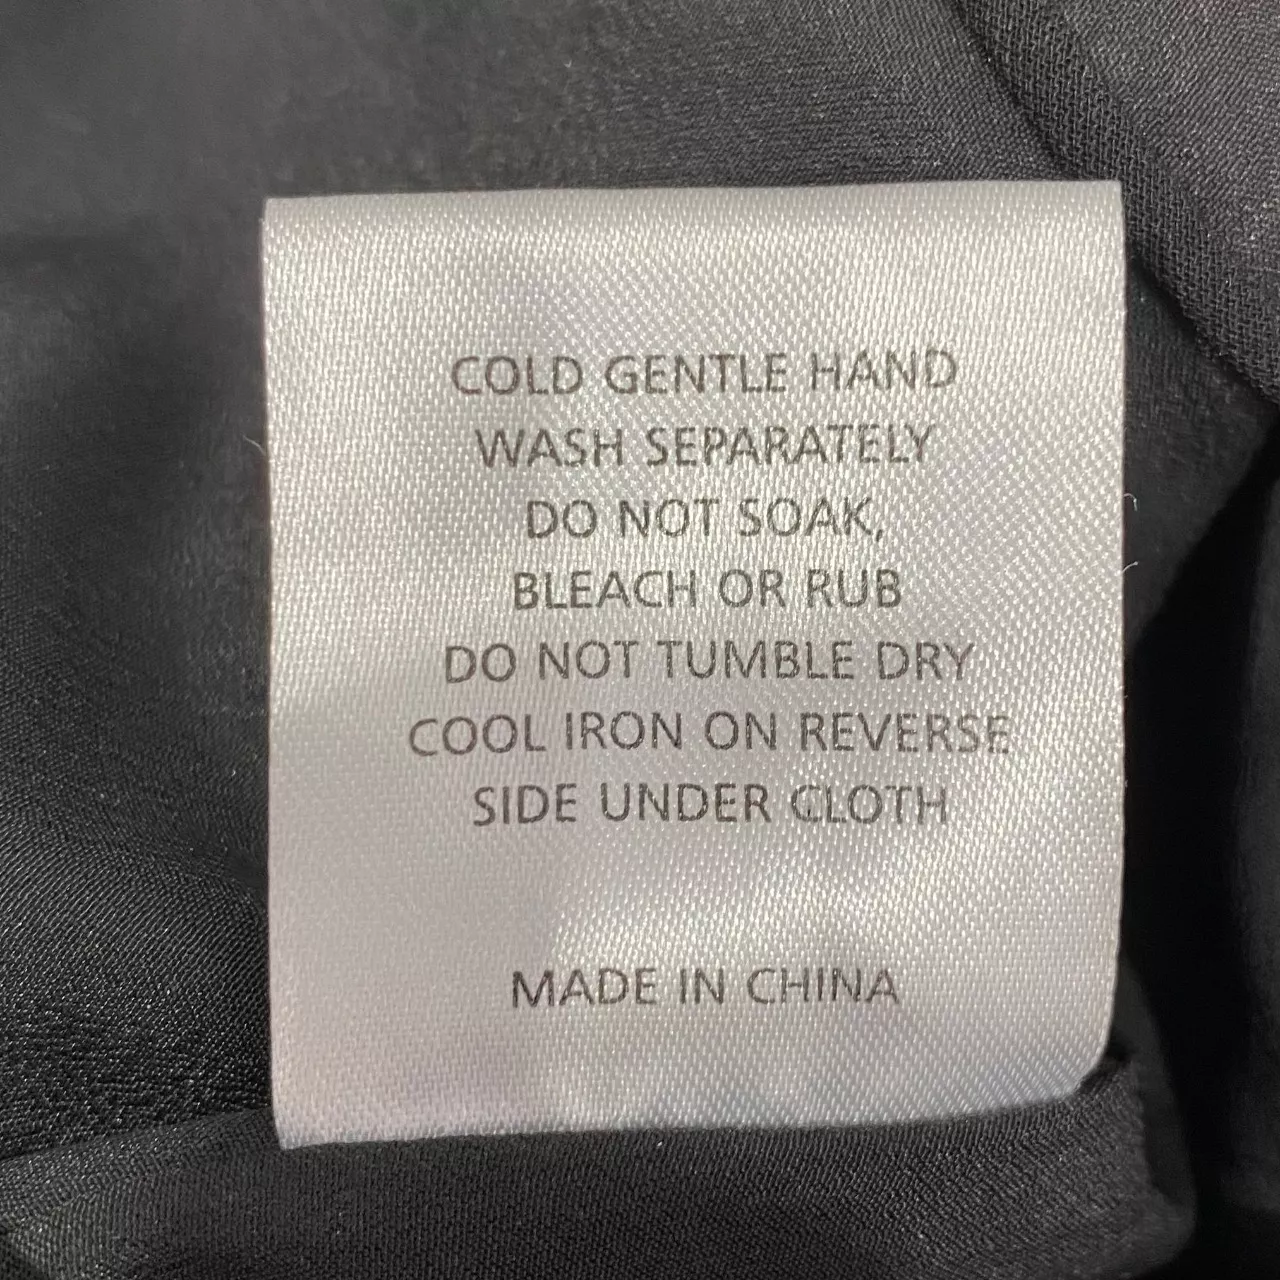 COLD GENTLE HAND
WASH SEPARATELY
DO NOT SOAK,
BLEACH OR RUB
DO NOT TUMBLE DRY
COOL IRON ON REVERSE
SIDE UNDER CLOTH
MADE IN CHINA